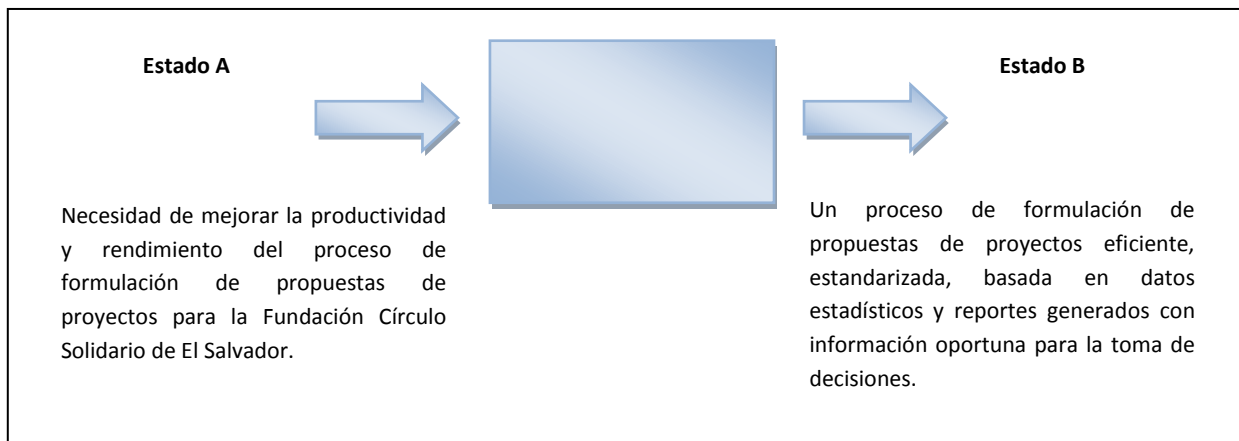 Estado A
Necesidad de mejorar la productividad
y rendimiento del proceso de
formulación de propuestas de
proyectos para la Fundación Círculo
Solidario de El Salvador.
Estado B
Un proceso de formulación de
propuestas de proyectos eficiente,
estandarizada, basada en datos
estadísticos y reportes generados con
información oportuna para la toma de
decisiones.